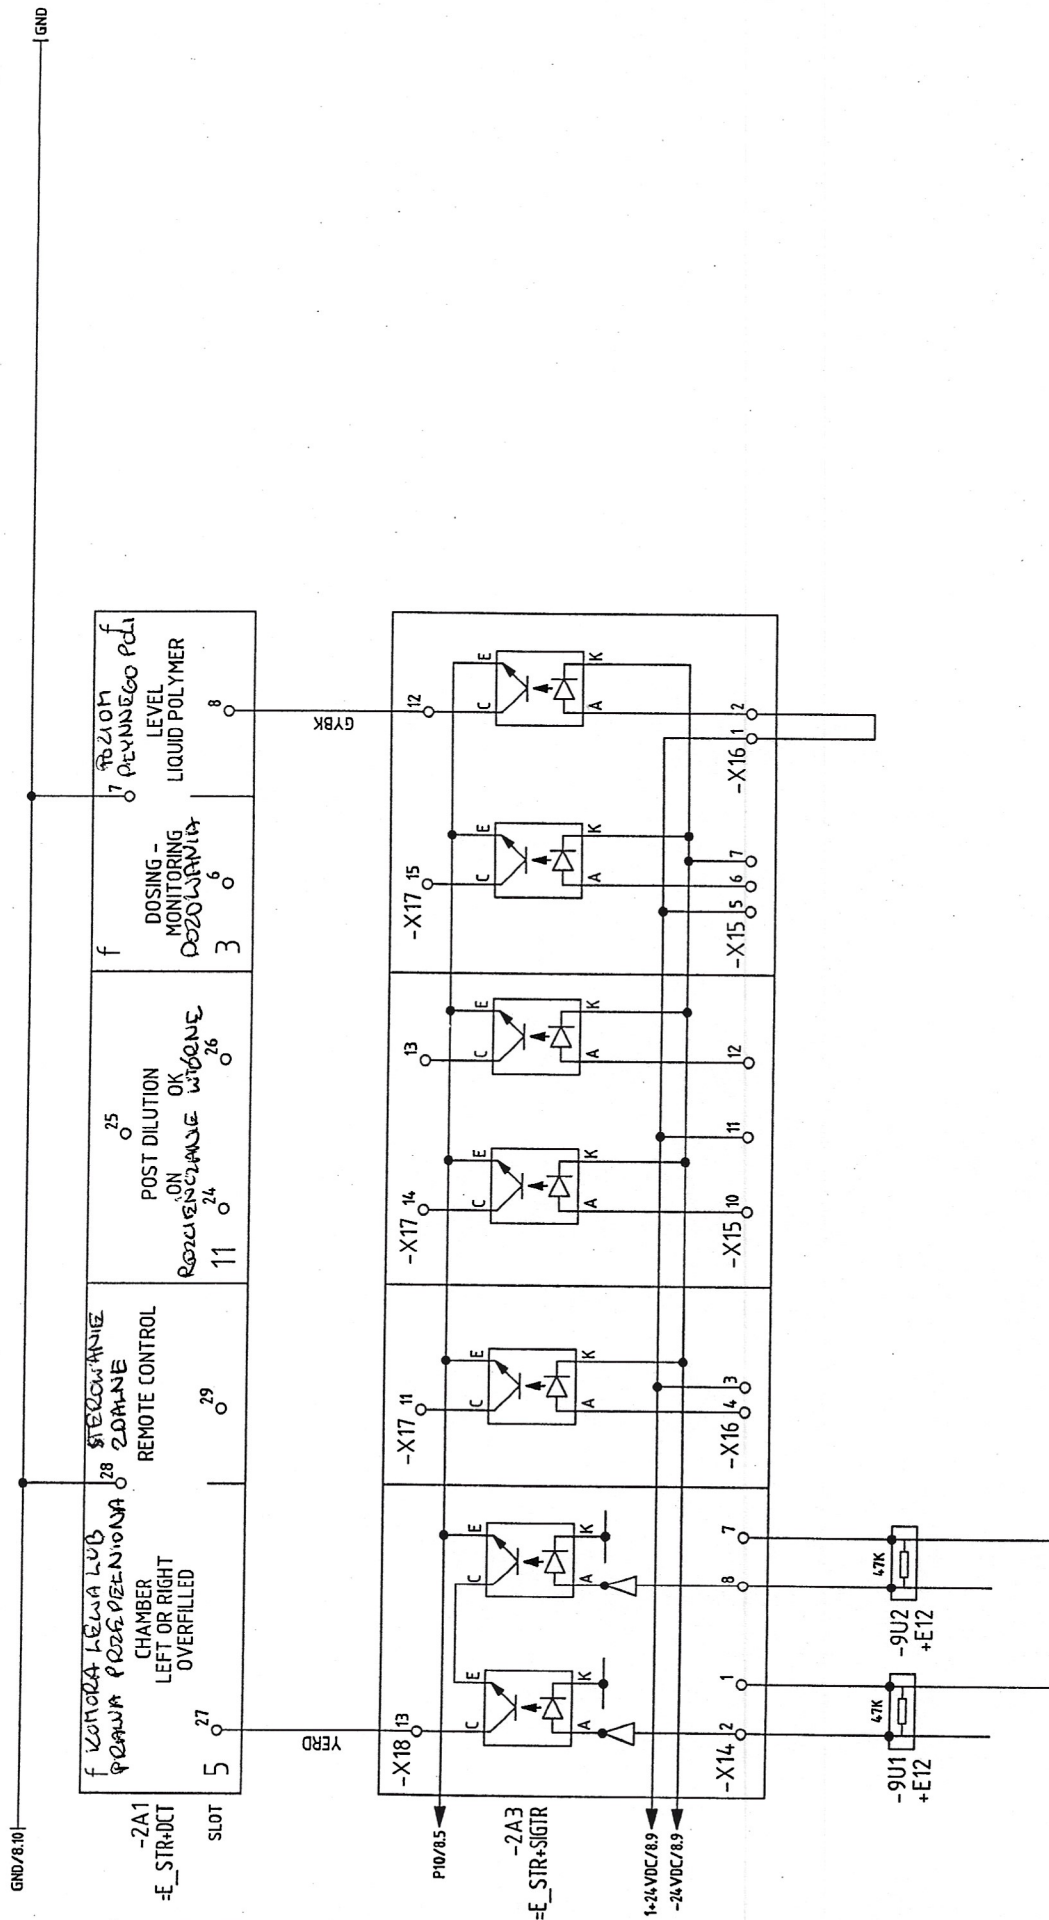 GND/8.10
GND
-2A1
=E_STR+DCT
SLOT
f KOMORA LEWA LUB
PRAWA PRZEPEŁNIONA
CHAMBER
LEFT OR RIGHT
OVERFILLED
5
27
28
STEROWANIE
ZDALNE
REMOTE CONTROL
29
25
POST DILUTION
ON OK
ROZCIENCZANIE WTÓRNE
11
24
26
f
DOSING -
MONITORING
DOZOWANIA
3
6
7
POZIOM
PŁYNNEGO POLI
f
LEVEL
LIQUID POLYMER
8
YERD
GYBK
P10/8.5
-2A3
=E_STR+SIGTR
1+24VDC/8.9
-24VDC/8.9
-X18 13
C E
A K
C E
A K
-X17 11
C E
A K
-X17 14
C E
A K
13
C E
A K
-X17 15
C E
A K
12
C E
A K
-X14 2 1
8 7
-X16 4 3
-X15 10 11 12
-X15 5 6 7
-X16 1 2
47K
-9U1
+E12
47K
-9U2
+E12